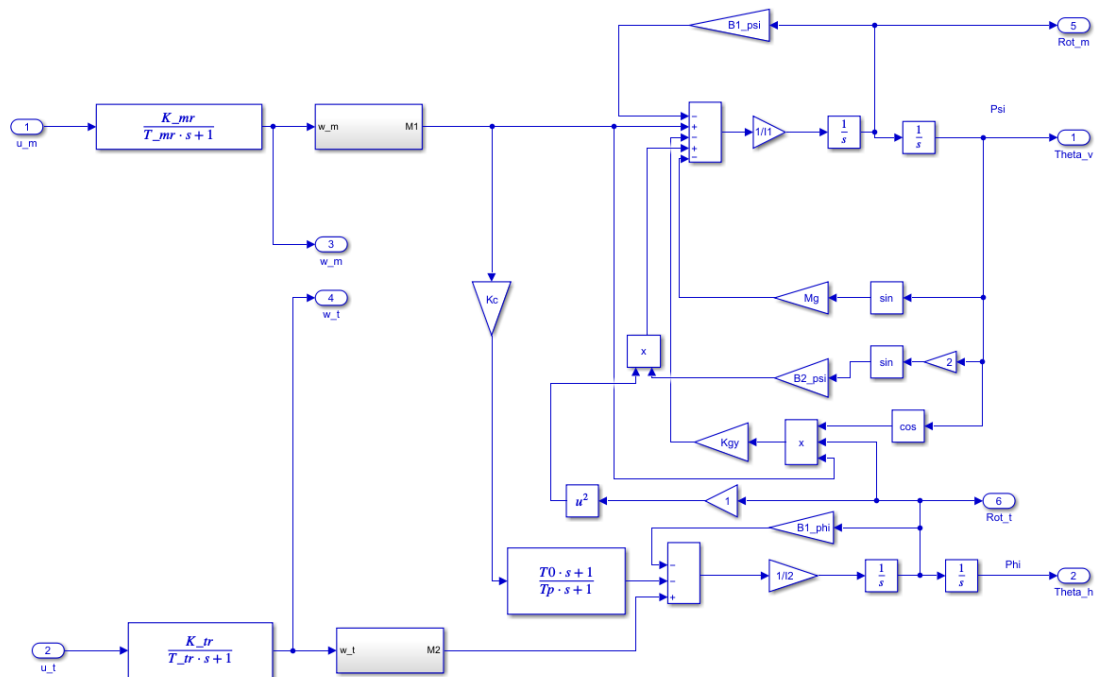 B1_psi
5
Rot_m
K_mr
T_mr · s + 1
1
u_m
w_m
M1
−
+
−
+
−
1/I1
1
s
1
s
Psi
1
Theta_v
3
w_m
4
w_t
Kc
Mg
sin
x
B2_psi
sin
2
Kgy
x
cos
u²
1
6
Rot_t
B1_phi
T0 · s + 1
Tp · s + 1
−
−
+
1/I2
1
s
1
s
Phi
2
Theta_h
2
u_t
K_tr
T_tr · s + 1
w_t
M2